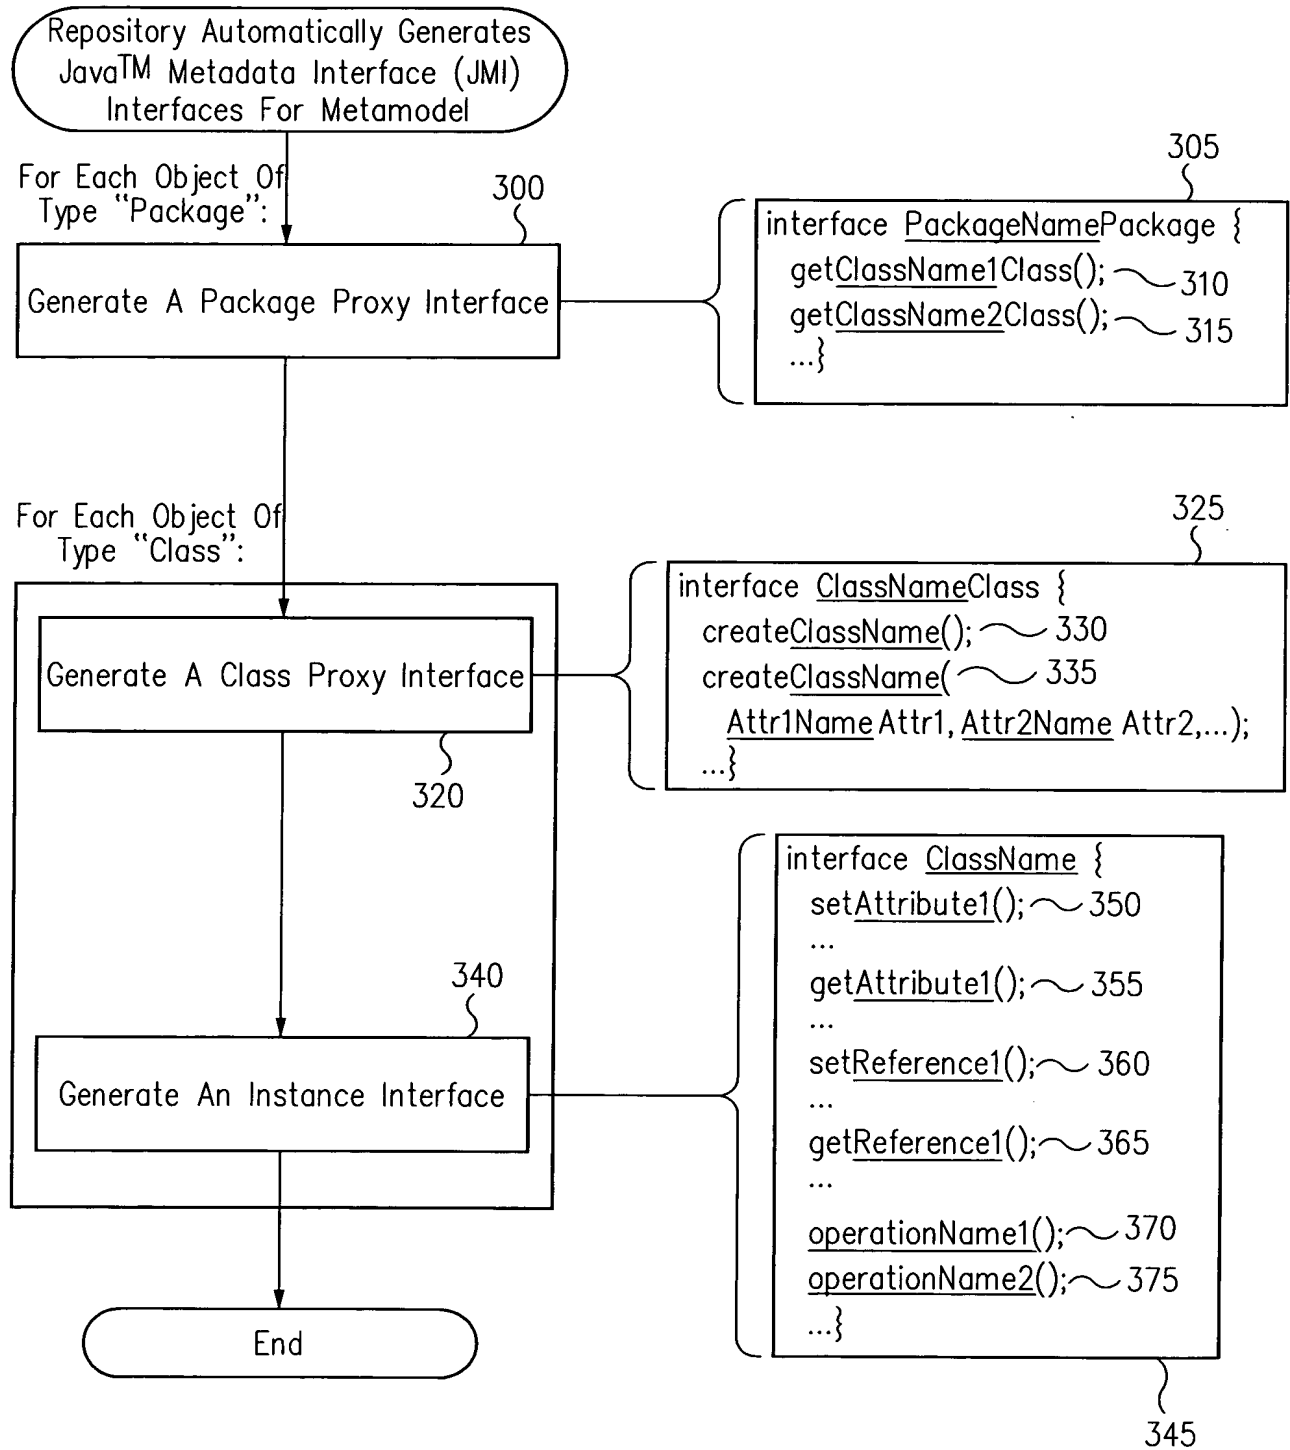 Repository Automatically Generates
Java™ Metadata Interface (JMI)
Interfaces For Metamodel
For Each Object Of
Type "Package":
300
Generate A Package Proxy Interface
305
interface PackageNamePackage {
getClassName1Class(); 310
getClassName2Class(); 315
...}
For Each Object Of
Type "Class":
Generate A Class Proxy Interface
320
325
interface ClassNameClass {
createClassName(); 330
createClassName( 335
Attr1Name Attr1, Attr2Name Attr2,...);
...}
340
Generate An Instance Interface
interface ClassName {
setAttribute1(); 350
...
getAttribute1(); 355
...
setReference1(); 360
...
getReference1(); 365
...
operationName1(); 370
operationName2(); 375
...}
345
End